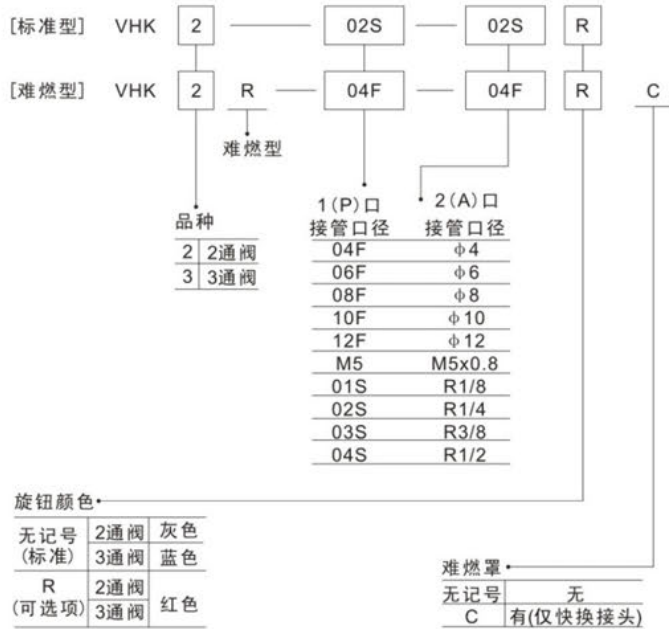 [标准型] VHK 2 — 02S — 02S R
[难燃型] VHK 2 R — 04F — 04F R C
难燃型
品种
2 2通阀
3 3通阀
1(P)口 2(A)口
接管口径 接管口径
04F φ4
06F φ6
08F φ8
10F φ10
12F φ12
M5 M5x0.8
01S R1/8
02S R1/4
03S R3/8
04S R1/2
旋钮颜色
无记号 2通阀 灰色
(标准) 3通阀 蓝色
R 2通阀
(可选项) 3通阀 红色
难燃罩
无记号 无
C 有(仅快换接头)